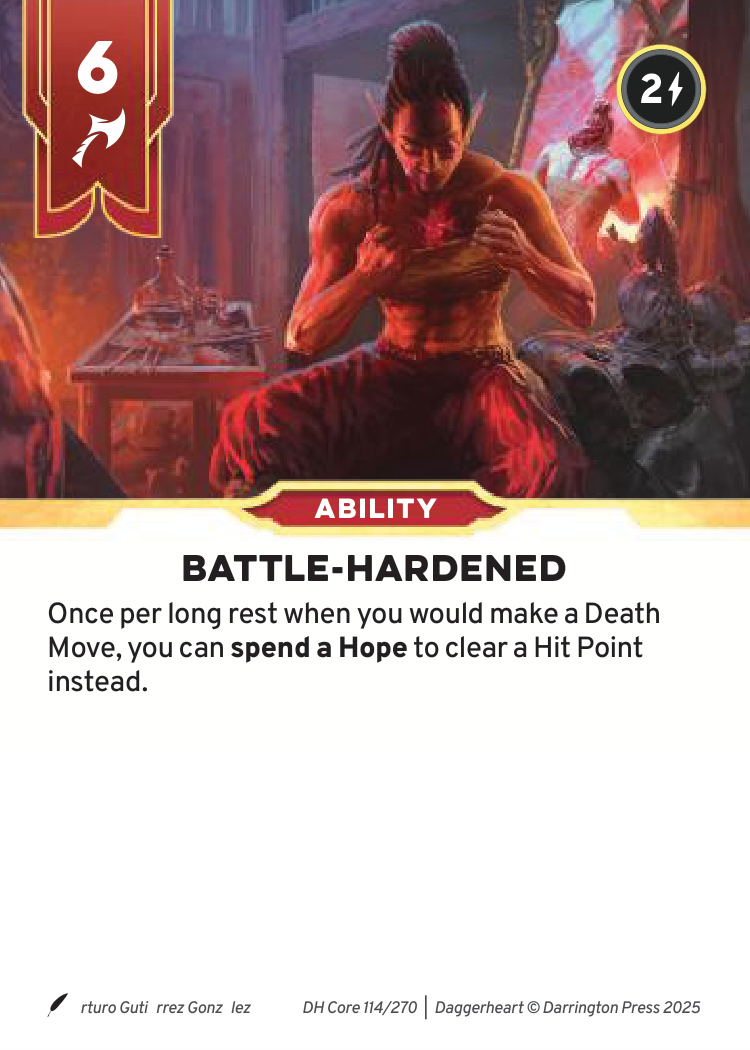 6
2
ABILITY
BATTLE-HARDENED
Once per long rest when you would make a Death
Move, you can spend a Hope to clear a Hit Point
instead.
rturo Guti rrez Gonz lez
DH Core 114/270 | Daggerheart © Darrington Press 2025